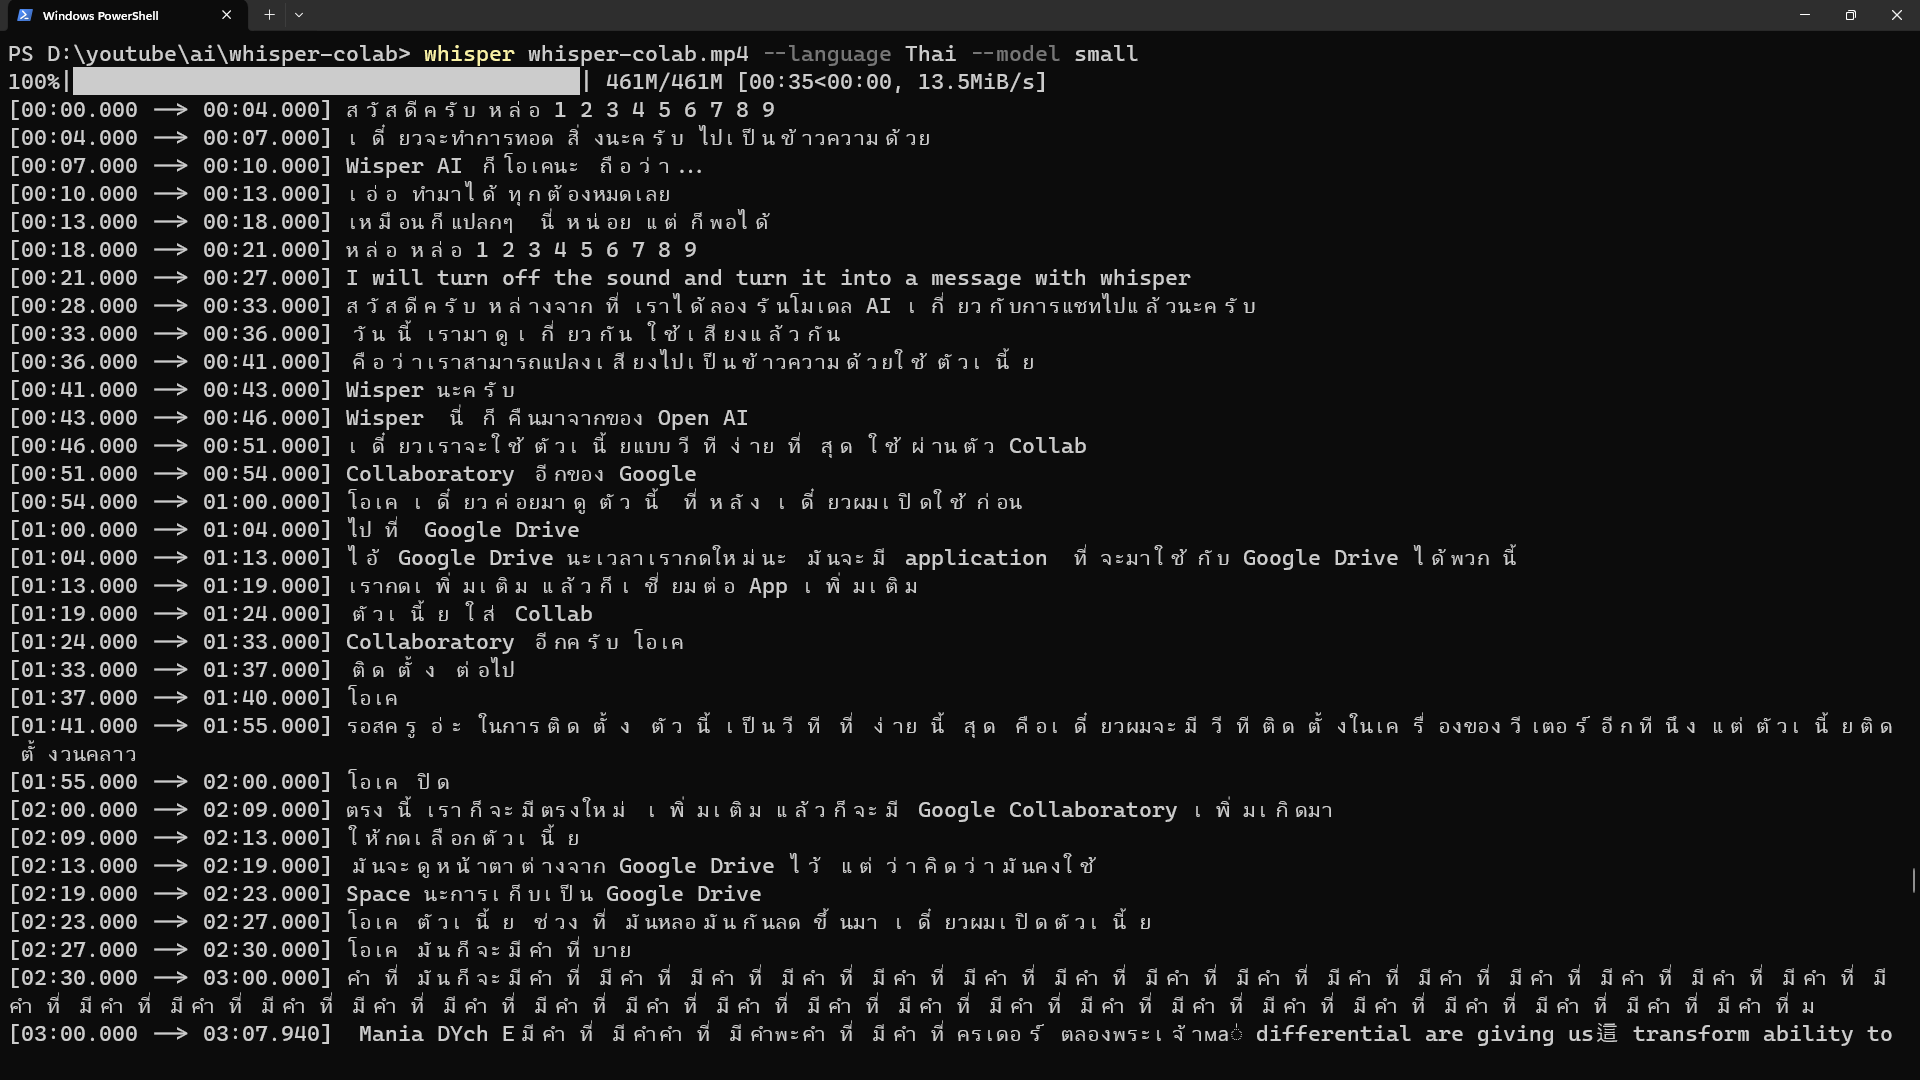 Windows PowerShell
PS D:\youtube\ai\whisper-colab> whisper whisper-colab.mp4 --language Thai --model small
100%| | 461M/461M [00:35<00:00, 13.5MiB/s]
[00:00.000 --> 00:04.000] สวัสดีครับ หล่อ 1 2 3 4 5 6 7 8 9
[00:04.000 --> 00:07.000] เดี๋ยวจะทำการทอดสิ่งนะครับ ไปเป็นข้าวความด้วย
[00:07.000 --> 00:10.000] Wisper AI ก็โอเคนะ ถือว่า...
[00:10.000 --> 00:13.000] เอ่อ ทำมาได้ ทุกต้องหมดเลย
[00:13.000 --> 00:18.000] เหมือนก็แปลกๆ นี่หน่อย แต่ก็พอได้
[00:18.000 --> 00:21.000] หล่อ หล่อ 1 2 3 4 5 6 7 8 9
[00:21.000 --> 00:27.000] I will turn off the sound and turn it into a message with whisper
[00:28.000 --> 00:33.000] สวัสดีครับ หล่างจาก ที่ เราได้ลองรันโมเดล AI เกี่ยวกับการแชทไปแล้วนะครับ
[00:33.000 --> 00:36.000] วันนี้ เรามาดูเกี่ยวกัน ใช้เสียงแล้วกัน
[00:36.000 --> 00:41.000] คือว่าเราสามารถแปลงเสียงไปเป็นข้าวความด้วยใช้ตัวเนี้ย
[00:41.000 --> 00:43.000] Wisper นะครับ
[00:43.000 --> 00:46.000] Wisper นี่ ก็คืนมาจากของ Open AI
[00:46.000 --> 00:51.000] เดี๋ยวเราจะใช้ตัวเนี้ยแบบวีทีง่ายที่สุด ใช้ผ่านตัว Collab
[00:51.000 --> 00:54.000] Collaboratory อีกของ Google
[00:54.000 --> 01:00.000] โอเค เดี๋ยวค่อยมาดูตัวนี้ ที่หลัง เดี๋ยวผมเปิดใช้ก่อน
[01:00.000 --> 01:04.000] ไปที่ Google Drive
[01:04.000 --> 01:13.000] ไอ้ Google Drive นะเวลาเรากดใหม่นะ มันจะมี application ที่จะมาใช้กับ Google Drive ได้พวกนี้
[01:13.000 --> 01:19.000] เรากดเพิ่มเติม แล้วก็เชี่ยมต่อ App เพิ่มเติม
[01:19.000 --> 01:24.000] ตัวเนี้ย ใส่ Collab
[01:24.000 --> 01:33.000] Collaboratory อีกครับ โอเค
[01:33.000 --> 01:37.000] ติดตั้ง ต่อไป
[01:37.000 --> 01:40.000] โอเค
[01:41.000 --> 01:55.000] รอสครู อ่ะ ในการติดตั้ง ตัวนี้ เป็นวีที ที่ง่ายนี้สุด คือเดี๋ยวผมจะมีวีทีติดตั้งในเครื่องของวีเตอร์อีกทีนึง แต่ตัวเนี้ยติด
ตั้งวนคลาว
[01:55.000 --> 02:00.000] โอเค ปิด
[02:00.000 --> 02:09.000] ตรงนี้ เราก็จะมีตรงใหม่ เพิ่มเติม แล้วก็จะมี Google Collaboratory เพิ่มเกิดมา
[02:09.000 --> 02:13.000] ให้กดเลือกตัวเนี้ย
[02:13.000 --> 02:19.000] มันจะดูหน้าตาต่างจาก Google Drive ไว้ แต่ว่าคิดว่ามันคงใช้
[02:19.000 --> 02:23.000] Space นะการเก็บเป็น Google Drive
[02:23.000 --> 02:27.000] โอเค ตัวเนี้ย ช่วงที่ มันหลอมันกันลดขึ้นมา เดี๋ยวผมเปิดตัวเนี้ย
[02:27.000 --> 02:30.000] โอเค มันก็จะมีคำที่บาย
[02:30.000 --> 03:00.000] คำที่ มันก็จะมีคำที่ มีคำที่ มีคำที่ มีคำที่ มีคำที่ มีคำที่ มีคำที่ มีคำที่ มีคำที่ มีคำที่ มีคำที่ มีคำที่ มีคำที่ มีคำที่ มีคำที่ มี
คำที่ มีคำที่ มีคำที่ มีคำที่ มีคำที่ มีคำที่ มีคำที่ มีคำที่ มีคำที่ มีคำที่ มีคำที่ มีคำที่ มีคำที่ มีคำที่ มีคำที่ มีคำที่ มีคำที่ มีคำที่ มีคำที่ ม
[03:00.000 --> 03:07.940] Mania DYch E มีคำที่ มีคำคำที่ มีคำพะคำที่ มีคำที่ ครเดอร์ ตลองพระเจ้า differential are giving us這 transform ability to